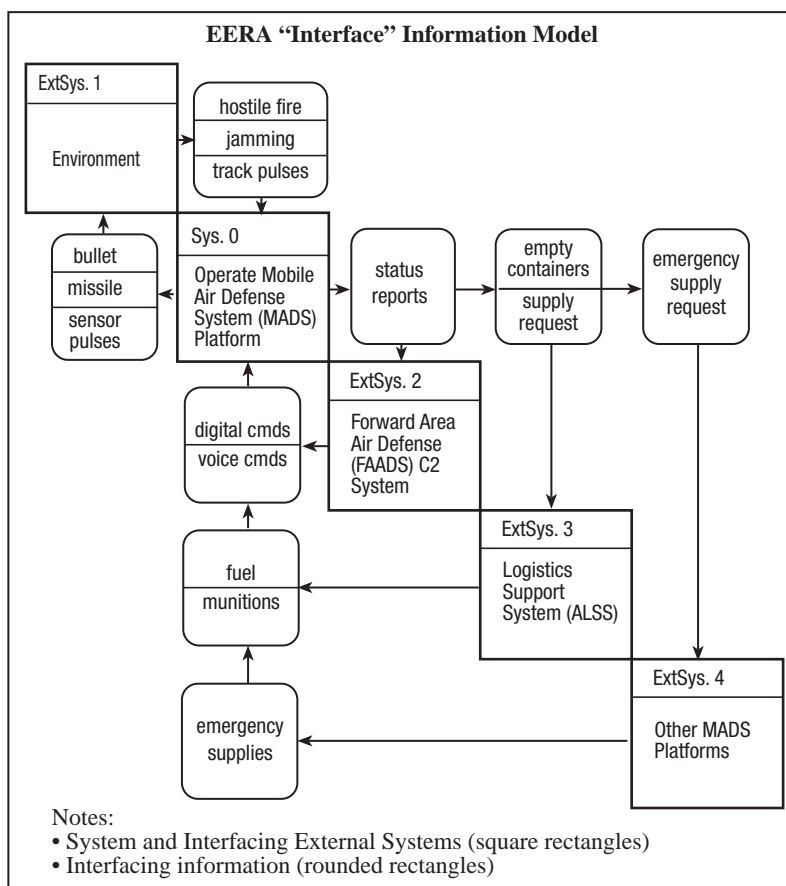 EERA “Interface” Information Model
ExtSys. 1
Environment
hostile fire
jamming
track pulses
bullet
missile
sensor
pulses
Sys. 0
Operate Mobile
Air Defense
System (MADS)
Platform
status
reports
empty
containers
supply
request
emergency
supply
request
digital cmds
voice cmds
ExtSys. 2
Forward Area
Air Defense
(FAADS) C2
System
fuel
munitions
ExtSys. 3
Logistics
Support
System (ALSS)
emergency
supplies
ExtSys. 4
Other MADS
Platforms
Notes:
• System and Interfacing External Systems (square rectangles)
• Interfacing information (rounded rectangles)